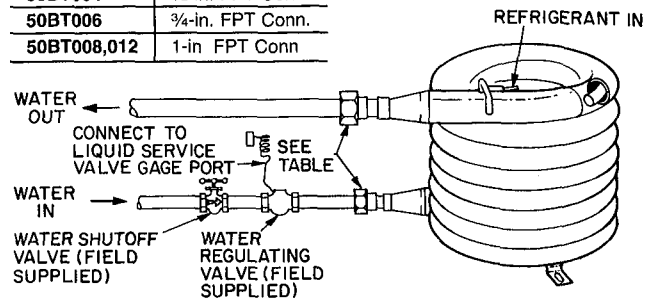 50BT006 ¾-in. FPT Conn.
50BT008,012 1-in FPT Conn
REFRIGERANT IN
WATER
OUT
CONNECT TO
LIQUID SERVICE
VALVE GAGE PORT
SEE
TABLE
WATER
IN
WATER SHUTOFF
VALVE (FIELD
SUPPLIED)
WATER
REGULATING
VALVE (FIELD
SUPPLIED)